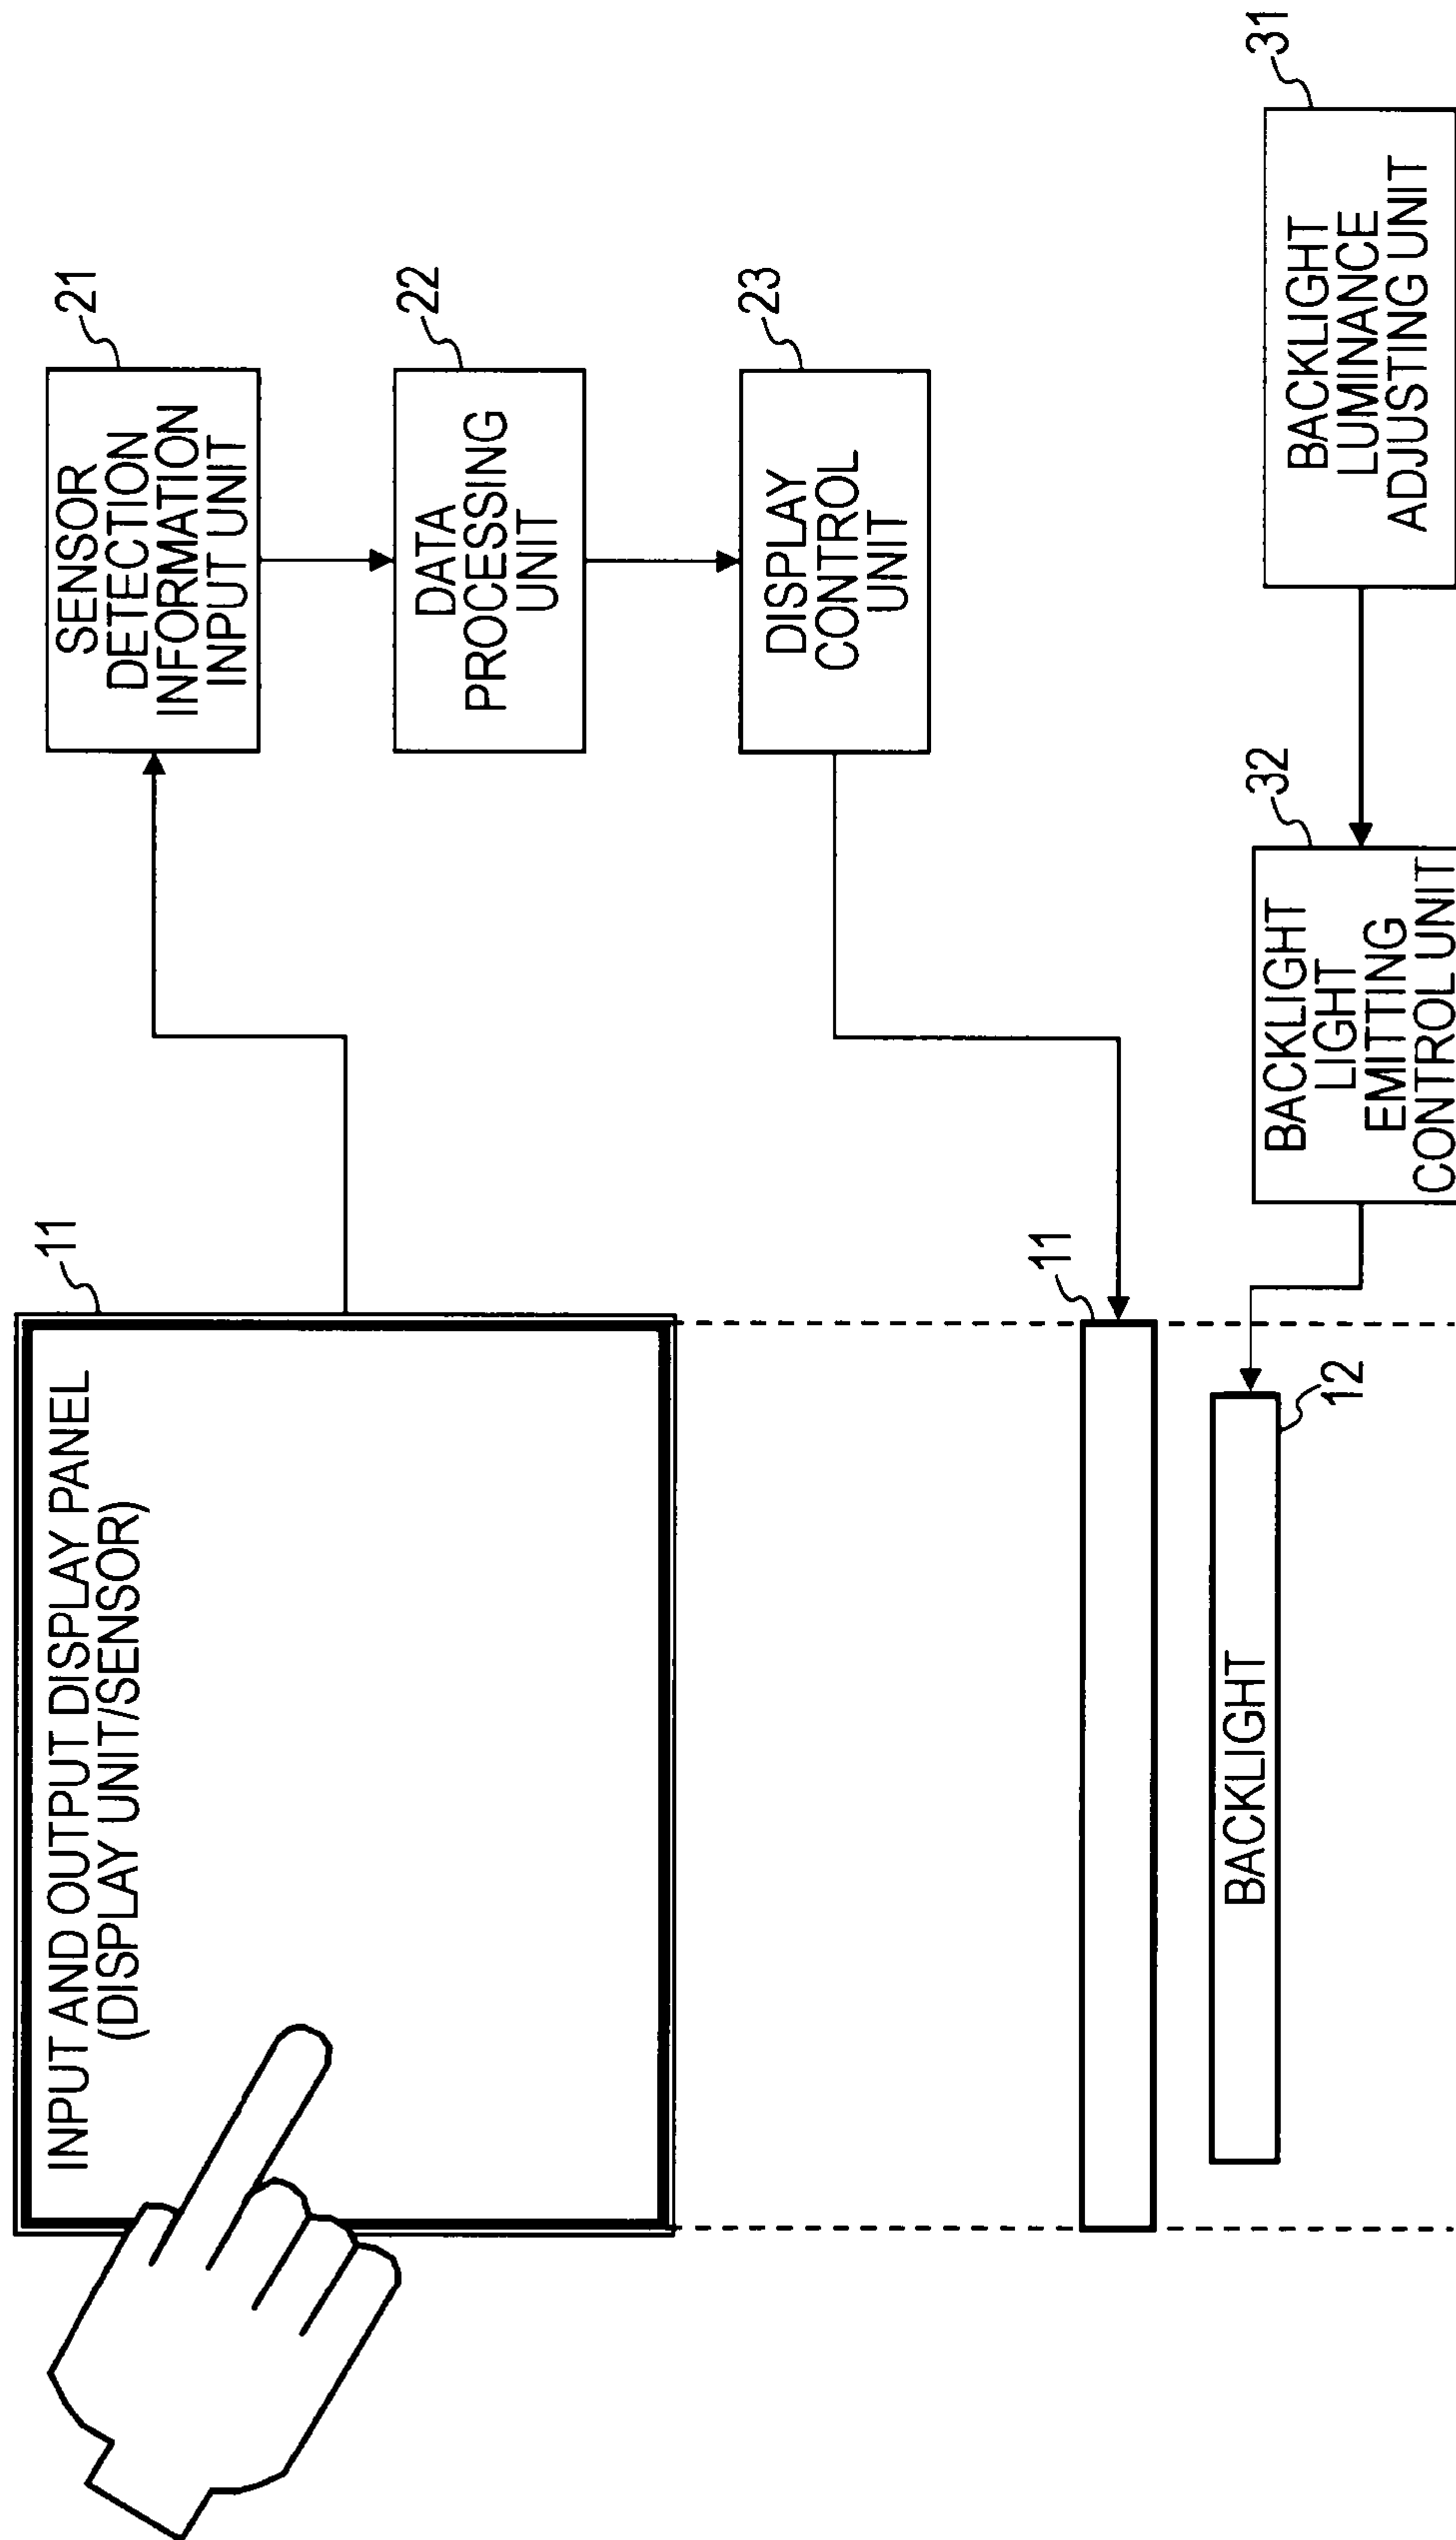 11
INPUT AND OUTPUT DISPLAY PANEL
(DISPLAY UNIT/SENSOR)
21
SENSOR
DETECTION
INFORMATION
INPUT UNIT
22
DATA
PROCESSING
UNIT
23
DISPLAY
CONTROL
UNIT
11
BACKLIGHT
12
32
BACKLIGHT
LIGHT
EMITTING
CONTROL UNIT
31
BACKLIGHT
LUMINANCE
ADJUSTING UNIT